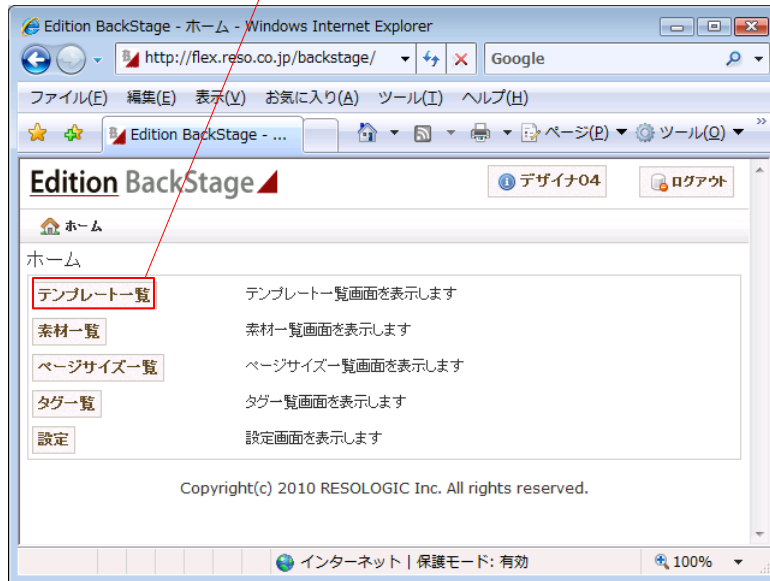 Edition BackStage - ホーム - Windows Internet Explorer
http://flex.reso.co.jp/backstage/
Google
ファイル(F) 編集(E) 表示(V) お気に入り(A) ツール(T) ヘルプ(H)
Edition BackStage - ... ページ(P) ツール(O) »
Edition BackStage デザイナ04 ログアウト
ホーム
ホーム
テンプレート一覧 テンプレート一覧画面を表示します
素材一覧 素材一覧画面を表示します
ページサイズ一覧 ページサイズ一覧画面を表示します
タグ一覧 タグ一覧画面を表示します
設定 設定画面を表示します
Copyright(c) 2010 RESOLOGIC Inc. All rights reserved.
インターネット | 保護モード: 有効 100%